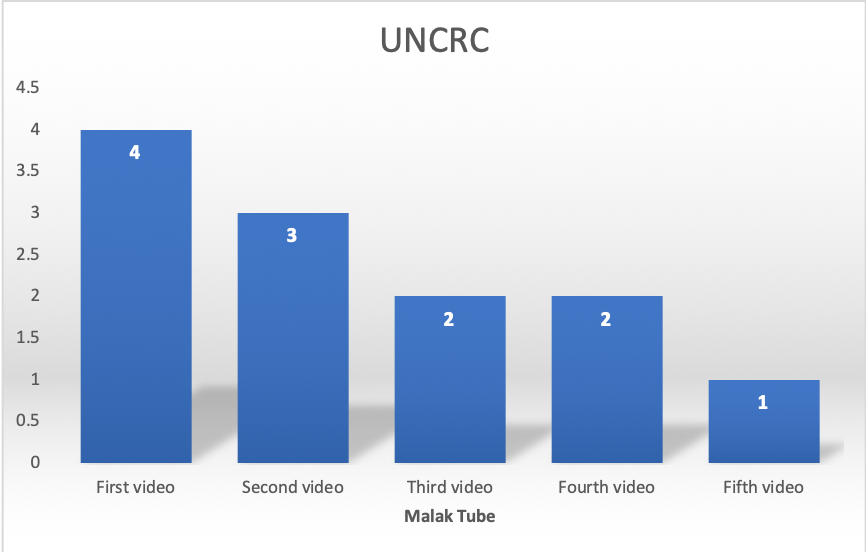 UNCRC
4.5
4
3.5
3
2.5
2
1.5
1
0.5
0
4
3
2
2
1
First video
Second video
Third video
Fourth video
Fifth video
Malak Tube